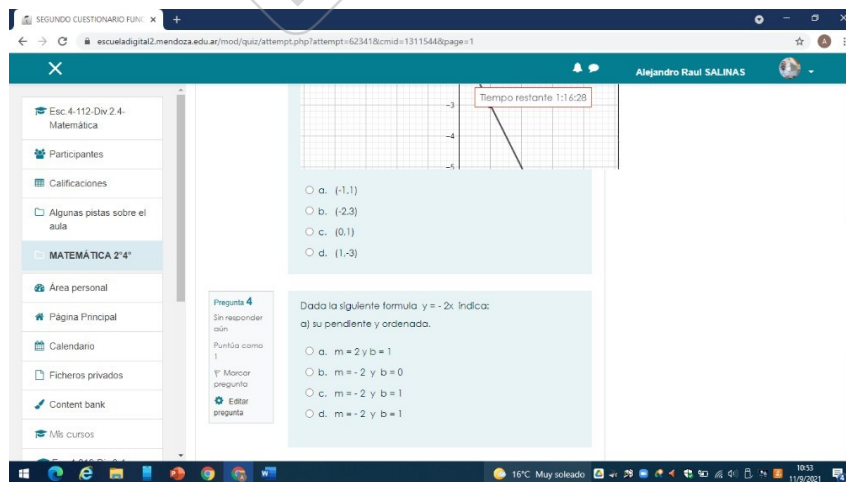 SEGUNDO CUESTIONARIO FUNC
escueladigital2.mendoza.edu.ar/mod/quiz/attempt.php?attempt=62341&cmid=1311544&page=1
A
Alejandro Raul SALINAS
Esc.4-112-Div.2.4-
Matemática
Participantes
Calificaciones
Algunas pistas sobre el
aula
MATEMÁTICA 2°4°
Área personal
Página Principal
Calendario
Ficheros privados
Content bank
Mis cursos
-3
Tiempo restante 1:16:28
-4
-5
a. (-1,1)
b. (-2,3)
c. (0,1)
d. (1,-3)
Pregunta 4
Sin responder
aún
Puntúa como
1
Marcar
pregunta
Editar
pregunta
Dada la siguiente formula y = - 2x indica:
a) su pendiente y ordenada.
a. m = 2 y b = 1
b. m = - 2 y b = 0
c. m = - 2 y b = 1
d. m = - 2 y b = 1
16°C Muy soleado
10:53
11/9/2021